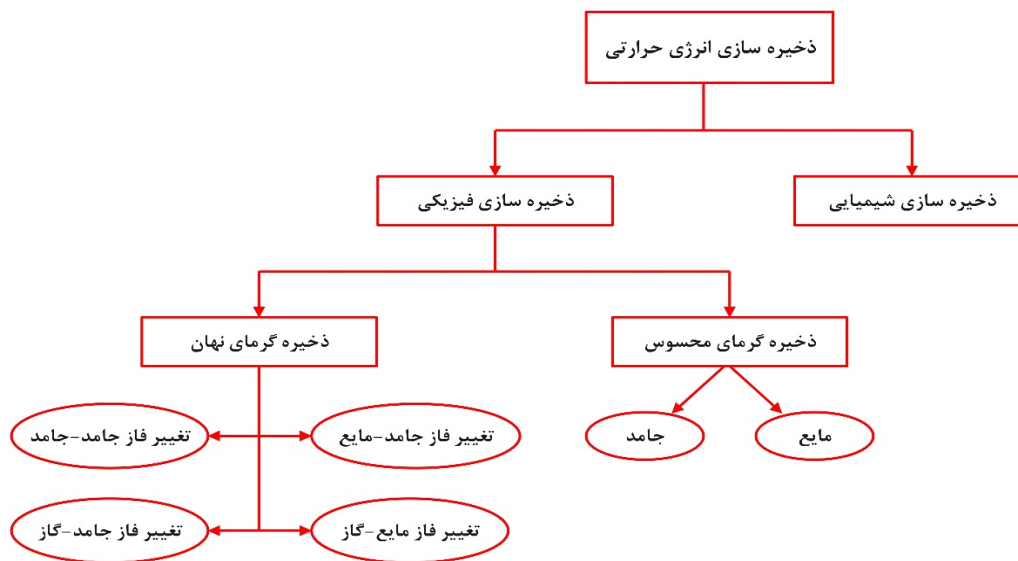 ذخیره سازی انرژی حرارتی
ذخیره سازی شیمیایی
ذخیره سازی فیزیکی
ذخیره گرمای محسوس
ذخیره گرمای نهان
مایع
جامد
تغییر فاز جامد-مایع
تغییر فاز جامد-جامد
تغییر فاز مایع-گاز
تغییر فاز جامد-گاز